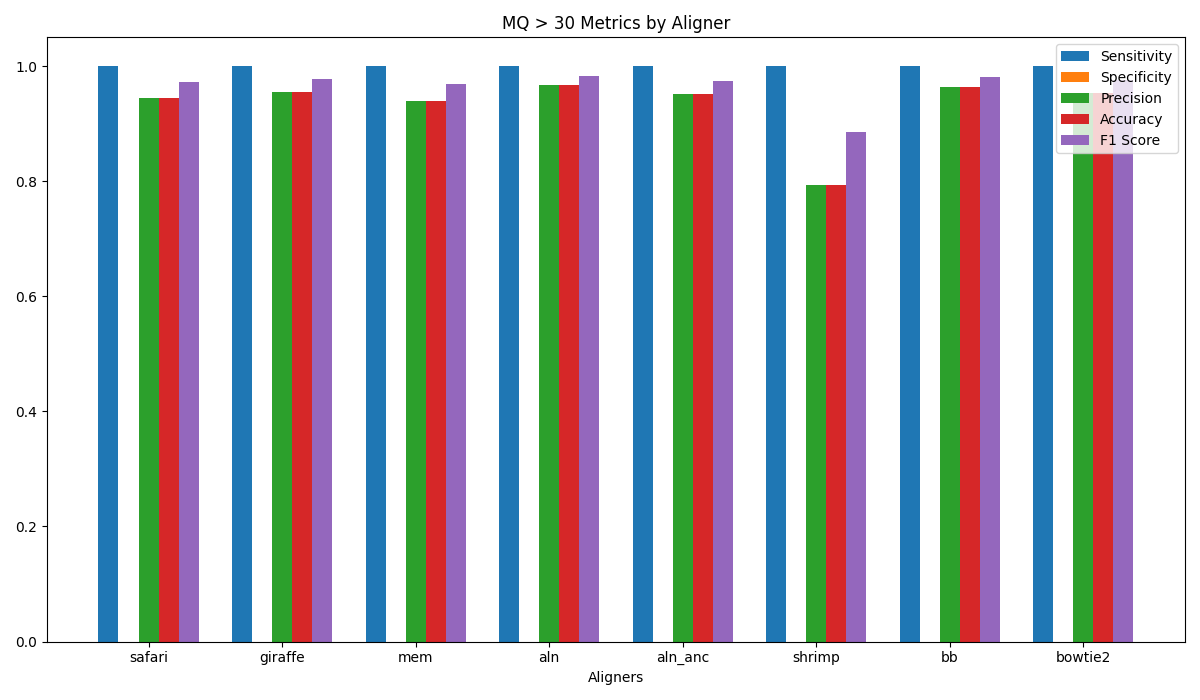 MQ > 30 Metrics by Aligner
1.0
0.8
0.6
0.4
0.2
0.0
Sensitivity
Specificity
Precision
Accuracy
F1 Score
safari giraffe mem aln aln_anc shrimp bb bowtie2
Aligners